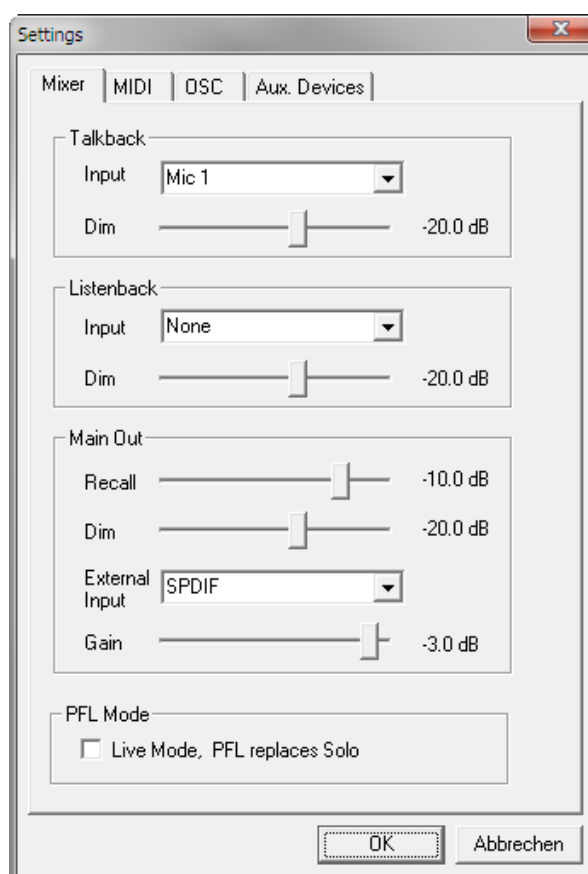 Settings
Mixer MIDI OSC Aux. Devices
Talkback
Input Mic 1
Dim -20.0 dB
Listenback
Input None
Dim -20.0 dB
Main Out
Recall -10.0 dB
Dim -20.0 dB
External
Input SPDIF
Gain -3.0 dB
PFL Mode
Live Mode, PFL replaces Solo
OK Abbrechen